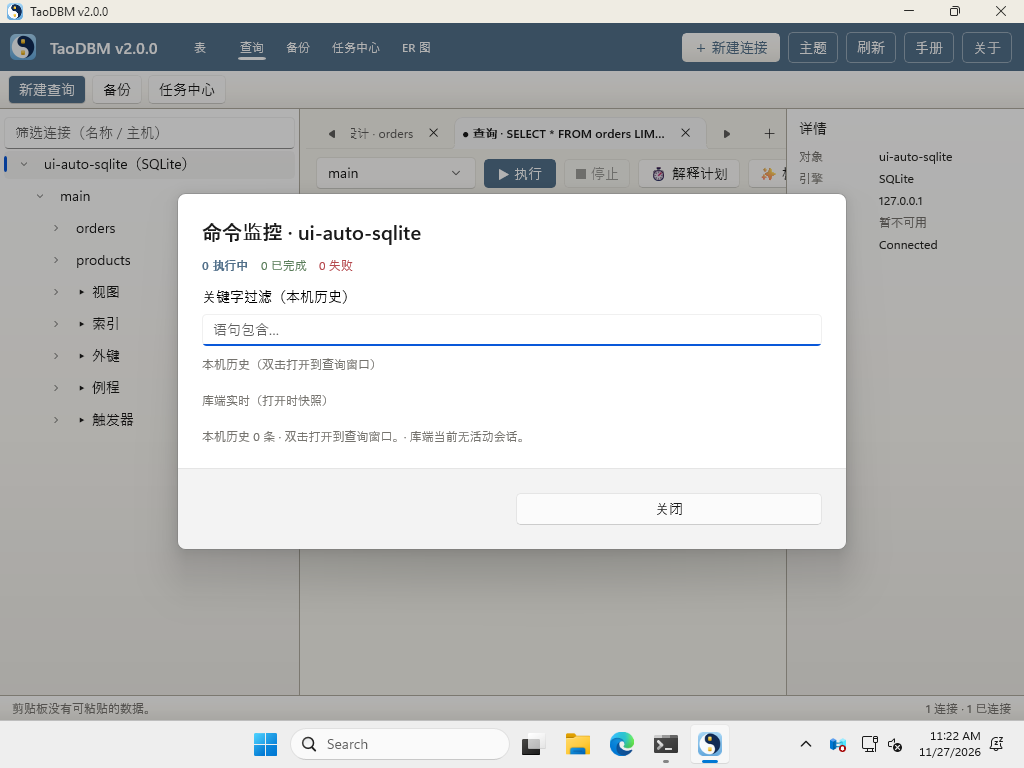 TaoDBM v2.0.0
TaoDBM v2.0.0
表
查询
备份
任务中心
ER 图
+ 新建连接
主题
刷新
手册
关于
新建查询
备份
任务中心
筛选连接（名称 / 主机）
ui-auto-sqlite（SQLite）
main
orders
products
视图
索引
外键
例程
触发器
设计 · orders
● 查询 · SELECT * FROM orders LIM...
main
执行
停止
解释计划
详情
对象
ui-auto-sqlite
引擎
SQLite
127.0.0.1
暂不可用
Connected
命令监控 · ui-auto-sqlite
0 执行中
0 已完成
0 失败
关键字过滤（本机历史）
语句包含...
本机历史（双击打开到查询窗口）
库端实时（打开时快照）
本机历史 0 条 · 双击打开到查询窗口。· 库端当前无活动会话。
关闭
剪贴板没有可粘贴的数据。
1 连接 · 1 已连接
Search
11:22 AM
11/27/2026